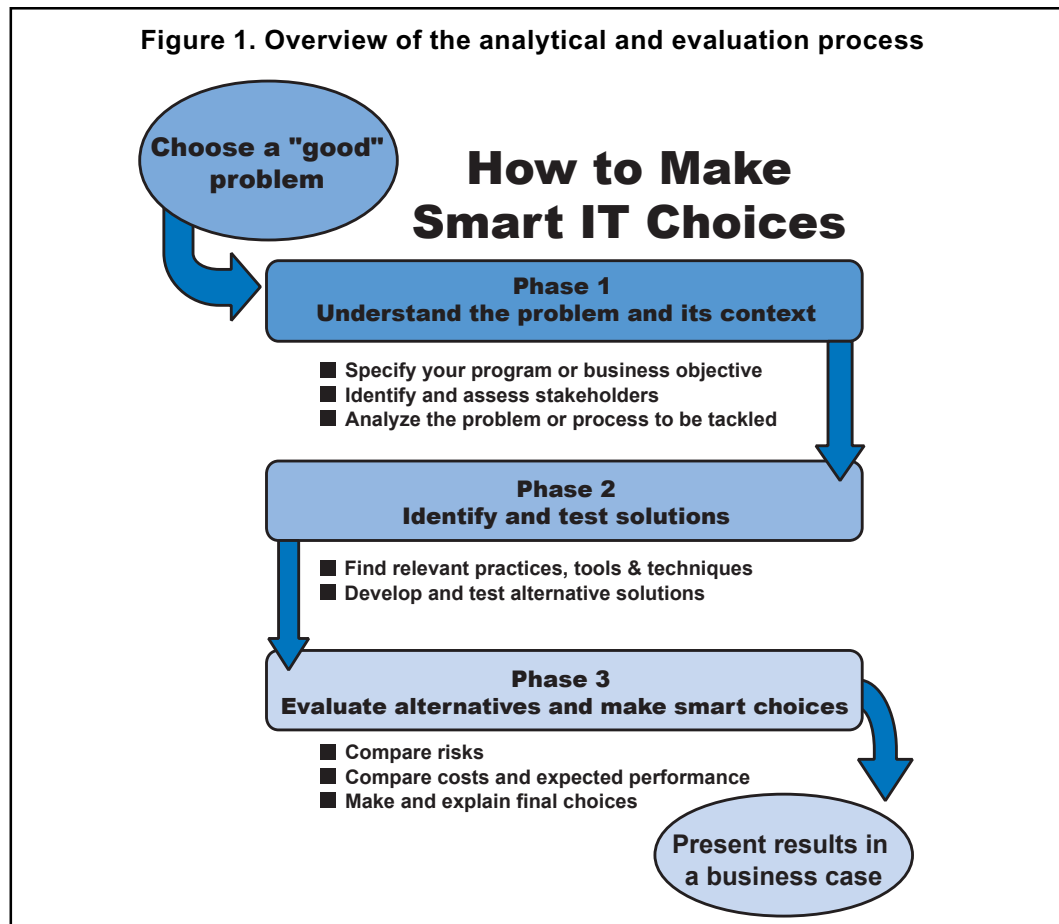 Figure 1. Overview of the analytical and evaluation process
Choose a "good"
problem
How to Make
Smart IT Choices
Phase 1
Understand the problem and its context
■ Specify your program or business objective
■ Identify and assess stakeholders
■ Analyze the problem or process to be tackled
Phase 2
Identify and test solutions
■ Find relevant practices, tools & techniques
■ Develop and test alternative solutions
Phase 3
Evaluate alternatives and make smart choices
■ Compare risks
■ Compare costs and expected performance
■ Make and explain final choices
Present results in
a business case